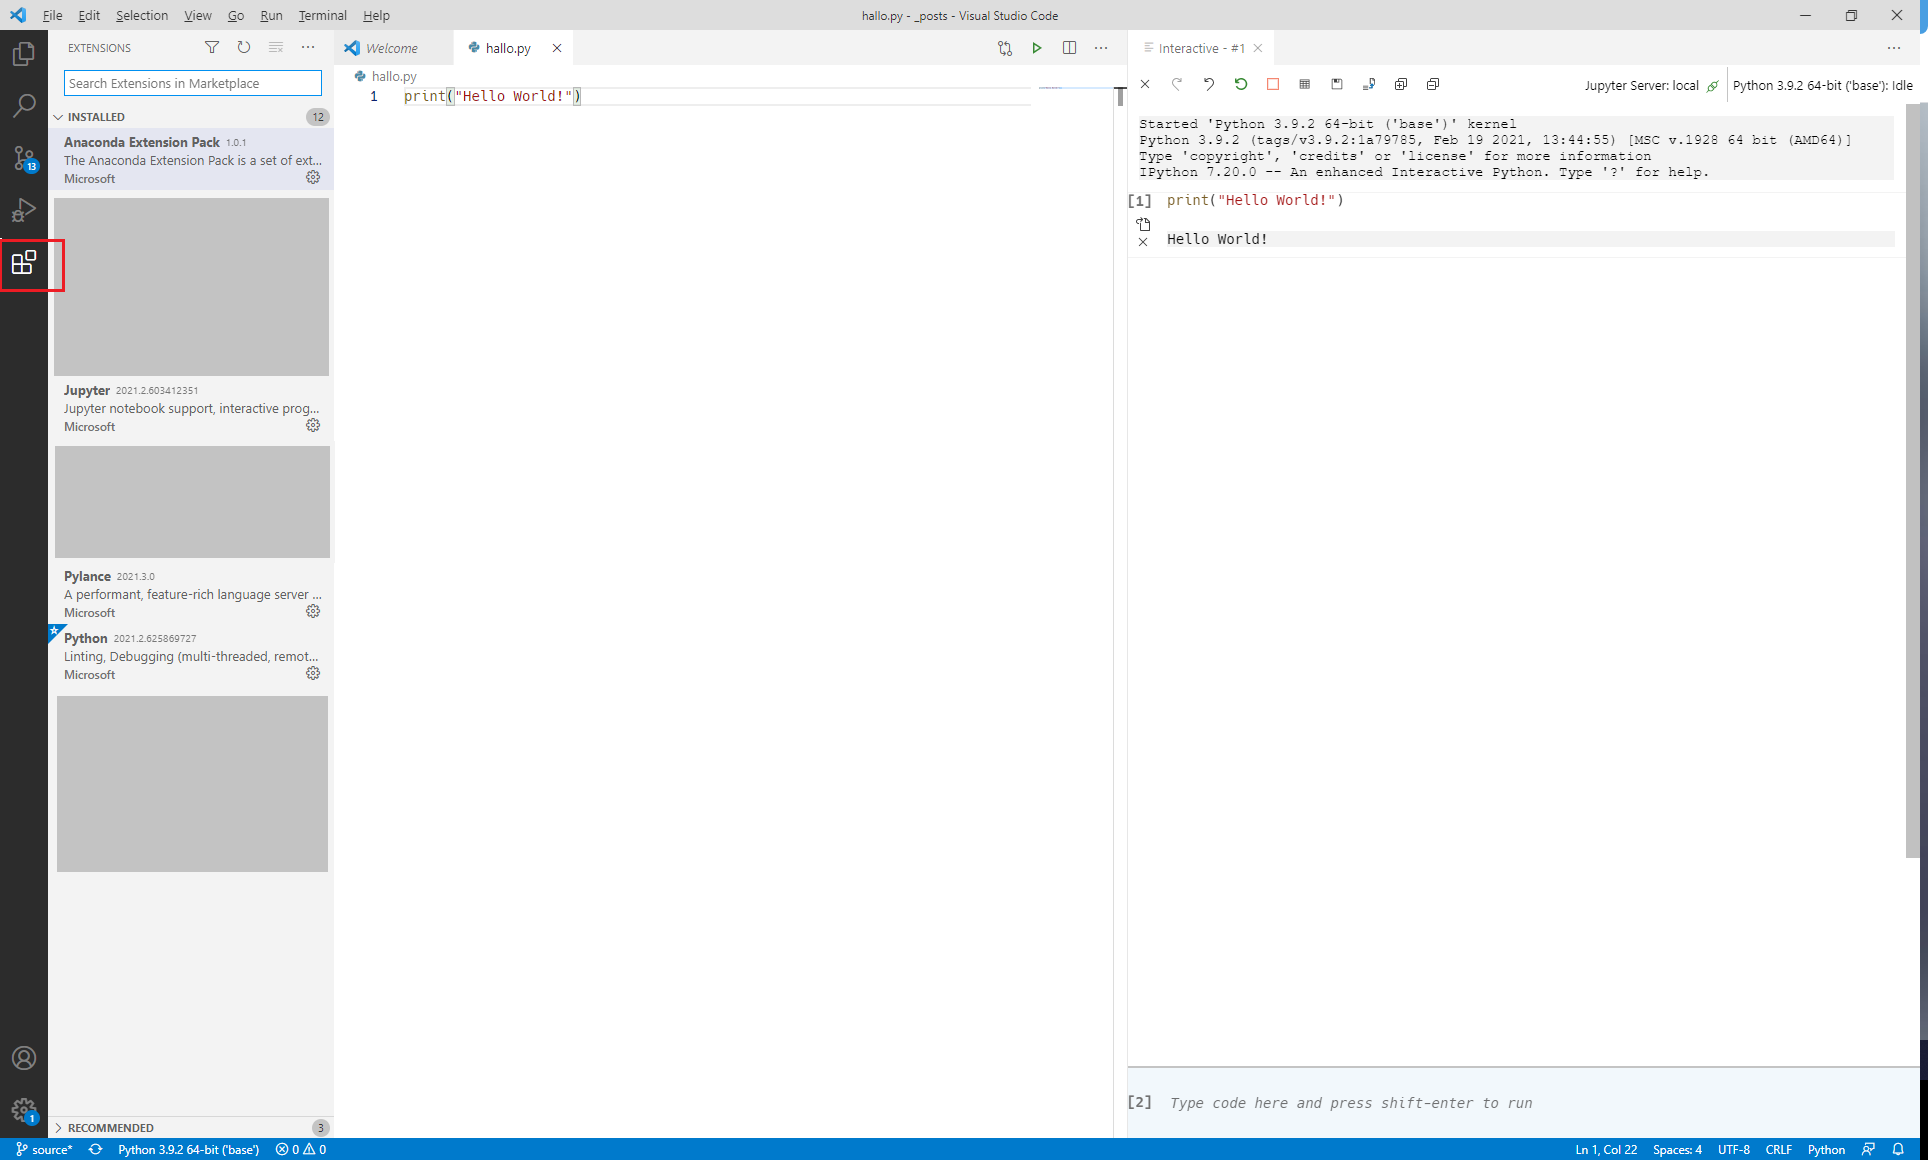 File Edit Selection View Go Run Terminal Help
hallo.py - _posts - Visual Studio Code
EXTENSIONS
Search Extensions in Marketplace
INSTALLED 12
Anaconda Extension Pack 1.0.1
The Anaconda Extension Pack is a set of ext...
Microsoft
Jupyter 2021.2.603412351
Jupyter notebook support, interactive prog...
Microsoft
Pylance 2021.3.0
A performant, feature-rich language server ...
Microsoft
Python 2021.2.625869727
Linting, Debugging (multi-threaded, remot...
Microsoft
RECOMMENDED 3
13
1
Welcome hallo.py
hallo.py
1 print("Hello World!")
Interactive - #1
Jupyter Server: local Python 3.9.2 64-bit ('base'): Idle
Started 'Python 3.9.2 64-bit ('base')' kernel
Python 3.9.2 (tags/v3.9.2:1a79785, Feb 19 2021, 13:44:55) [MSC v.1928 64 bit (AMD64)]
Type 'copyright', 'credits' or 'license' for more information
IPython 7.20.0 -- An enhanced Interactive Python. Type '?' for help.
[1] print("Hello World!")
Hello World!
[2] Type code here and press shift-enter to run
source* Python 3.9.2 64-bit ('base') 0 0 Ln 1, Col 22 Spaces: 4 UTF-8 CRLF Python